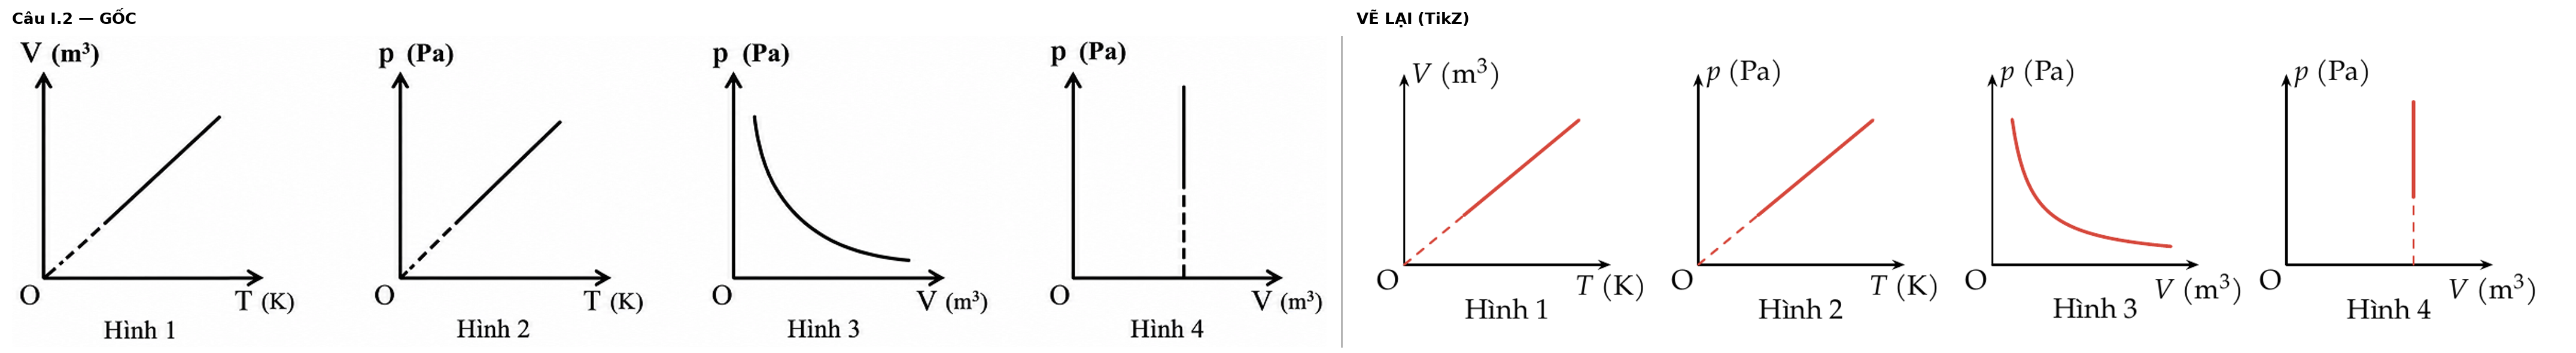 Câu I.2 — GỐC
V (m³)
O
T (K)
Hình 1
p (Pa)
O
T (K)
Hình 2
p (Pa)
O
V (m³)
Hình 3
p (Pa)
O
V (m³)
Hình 4
VẼ LẠI (TikZ)
V (m³)
O
T (K)
Hình 1
p (Pa)
O
T (K)
Hình 2
p (Pa)
O
V (m³)
Hình 3
p (Pa)
O
V (m³)
Hình 4